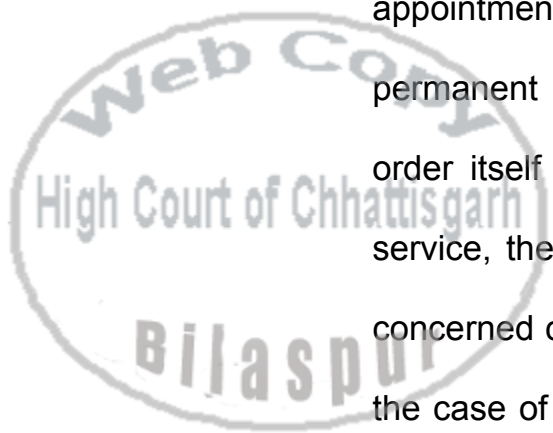 appointmen
permanent
order itself
service, the
concerned c
the case of
Web Copy
High Court of Chhattisgarh
Bilaspur